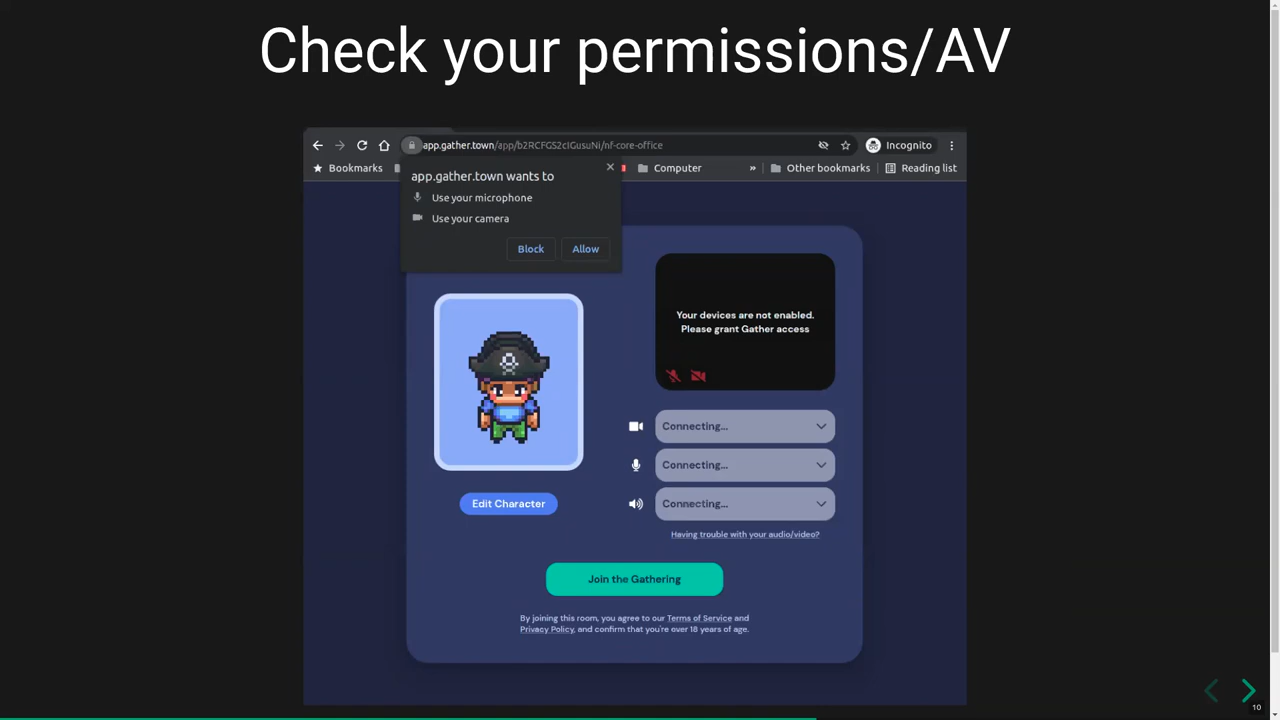 Check your permissions/AV
app.gather.town/app/b2RCFGS2cIGusuNi/nf-core-office
Incognito
Bookmarks
Computer
»
Other bookmarks
Reading list
app.gather.town wants to
Use your microphone
Use your camera
Block
Allow
Your devices are not enabled.
Please grant Gather access
Connecting...
Connecting...
Edit Character
Connecting...
Having trouble with your audio/video?
Join the Gathering
By joining this room, you agree to our Terms of Service and
Privacy Policy, and confirm that you're over 18 years of age.
10